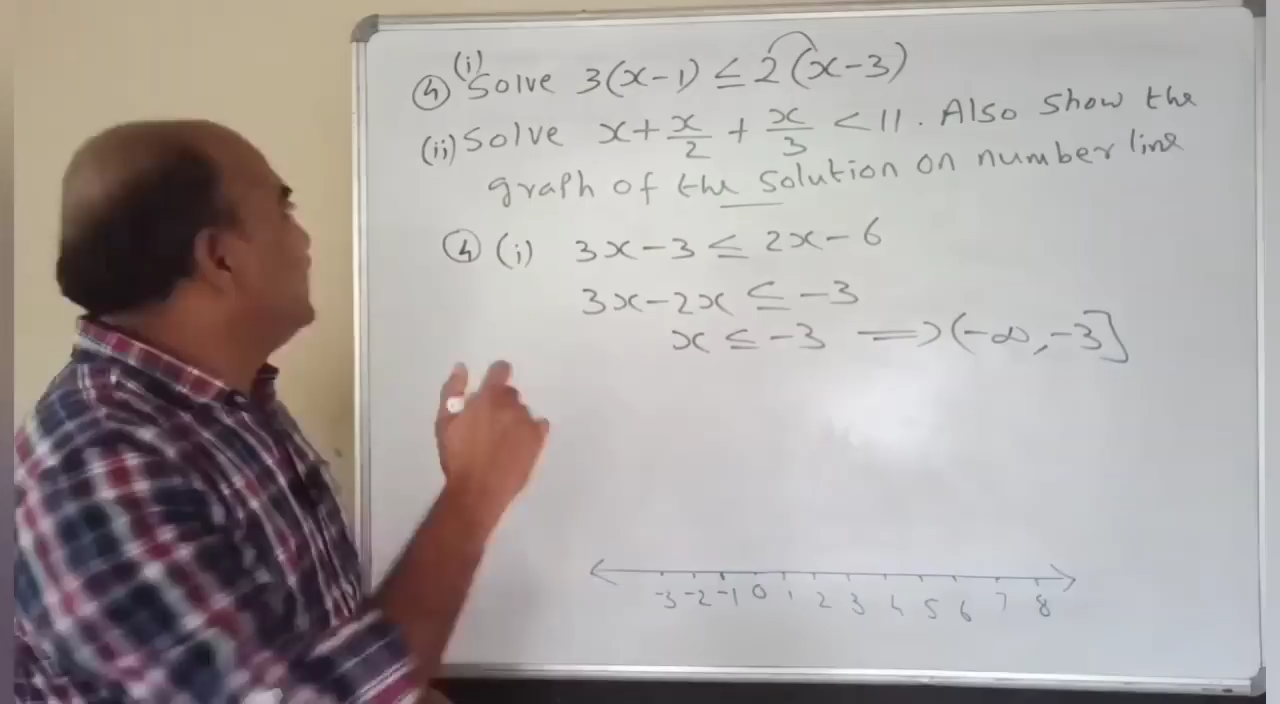 ④ (i) Solve 3(x-1) ≤ 2(x-3)
(ii) Solve x + x/2 + x/3 < 11. Also show the
graph of the solution on number line
④ (i) 3x-3 ≤ 2x-6
3x-2x ≤ -3
x ≤ -3 ⟹ (-∞, -3]
-3 -2 -1 0 1 2 3 4 5 6 7 8